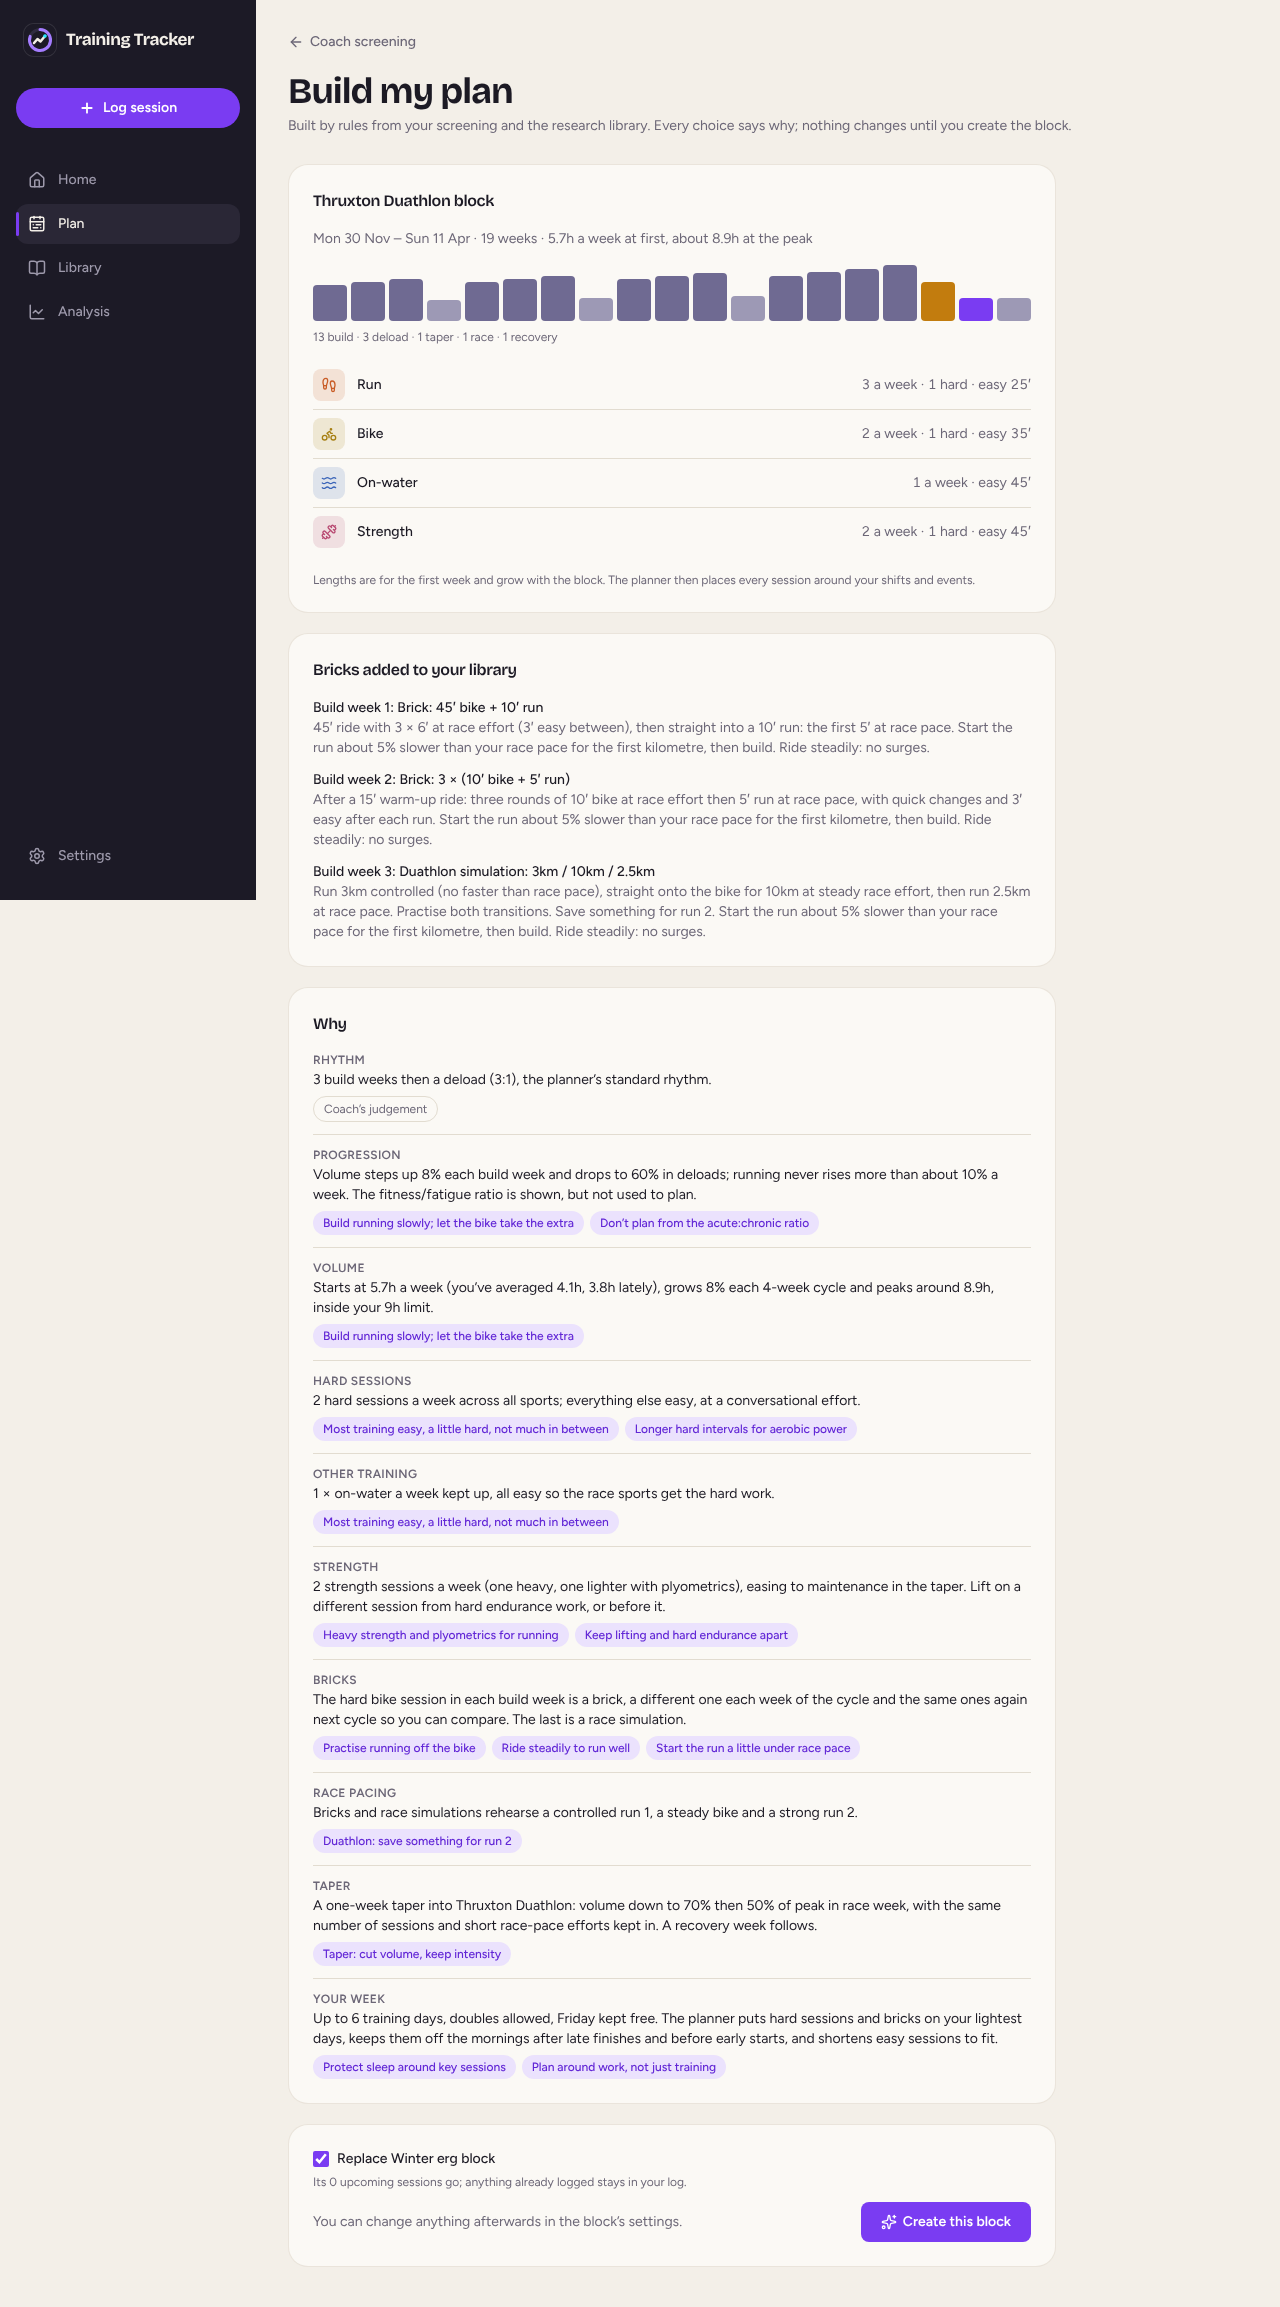 Training Tracker
Log session
Home
Plan
Library
Analysis
Settings
Coach screening
Build my plan
Built by rules from your screening and the research library. Every choice says why; nothing changes until you create the block.
Thruxton Duathlon block
Mon 30 Nov – Sun 11 Apr · 19 weeks · 5.7h a week at first, about 8.9h at the peak
13 build · 3 deload · 1 taper · 1 race · 1 recovery
Run 3 a week · 1 hard · easy 25′
Bike 2 a week · 1 hard · easy 35′
On-water 1 a week · easy 45′
Strength 2 a week · 1 hard · easy 45′
Lengths are for the first week and grow with the block. The planner then places every session around your shifts and events.
Bricks added to your library
Build week 1: Brick: 45′ bike + 10′ run
45′ ride with 3 × 6′ at race effort (3′ easy between), then straight into a 10′ run: the first 5′ at race pace. Start the
run about 5% slower than your race pace for the first kilometre, then build. Ride steadily: no surges.
Build week 2: Brick: 3 × (10′ bike + 5′ run)
After a 15′ warm-up ride: three rounds of 10′ bike at race effort then 5′ run at race pace, with quick changes and 3′
easy after each run. Start the run about 5% slower than your race pace for the first kilometre, then build. Ride
steadily: no surges.
Build week 3: Duathlon simulation: 3km / 10km / 2.5km
Run 3km controlled (no faster than race pace), straight onto the bike for 10km at steady race effort, then run 2.5km
at race pace. Practise both transitions. Save something for run 2. Start the run about 5% slower than your race
pace for the first kilometre, then build. Ride steadily: no surges.
Why
RHYTHM
3 build weeks then a deload (3:1), the planner’s standard rhythm.
Coach’s judgement
PROGRESSION
Volume steps up 8% each build week and drops to 60% in deloads; running never rises more than about 10% a
week. The fitness/fatigue ratio is shown, but not used to plan.
Build running slowly; let the bike take the extra Don’t plan from the acute:chronic ratio
VOLUME
Starts at 5.7h a week (you’ve averaged 4.1h, 3.8h lately), grows 8% each 4-week cycle and peaks around 8.9h,
inside your 9h limit.
Build running slowly; let the bike take the extra
HARD SESSIONS
2 hard sessions a week across all sports; everything else easy, at a conversational effort.
Most training easy, a little hard, not much in between Longer hard intervals for aerobic power
OTHER TRAINING
1 × on-water a week kept up, all easy so the race sports get the hard work.
Most training easy, a little hard, not much in between
STRENGTH
2 strength sessions a week (one heavy, one lighter with plyometrics), easing to maintenance in the taper. Lift on a
different session from hard endurance work, or before it.
Heavy strength and plyometrics for running Keep lifting and hard endurance apart
BRICKS
The hard bike session in each build week is a brick, a different one each week of the cycle and the same ones again
next cycle so you can compare. The last is a race simulation.
Practise running off the bike Ride steadily to run well Start the run a little under race pace
RACE PACING
Bricks and race simulations rehearse a controlled run 1, a steady bike and a strong run 2.
Duathlon: save something for run 2
TAPER
A one-week taper into Thruxton Duathlon: volume down to 70% then 50% of peak in race week, with the same
number of sessions and short race-pace efforts kept in. A recovery week follows.
Taper: cut volume, keep intensity
YOUR WEEK
Up to 6 training days, doubles allowed, Friday kept free. The planner puts hard sessions and bricks on your lightest
days, keeps them off the mornings after late finishes and before early starts, and shortens easy sessions to fit.
Protect sleep around key sessions Plan around work, not just training
Replace Winter erg block
Its 0 upcoming sessions go; anything already logged stays in your log.
You can change anything afterwards in the block’s settings.
Create this block